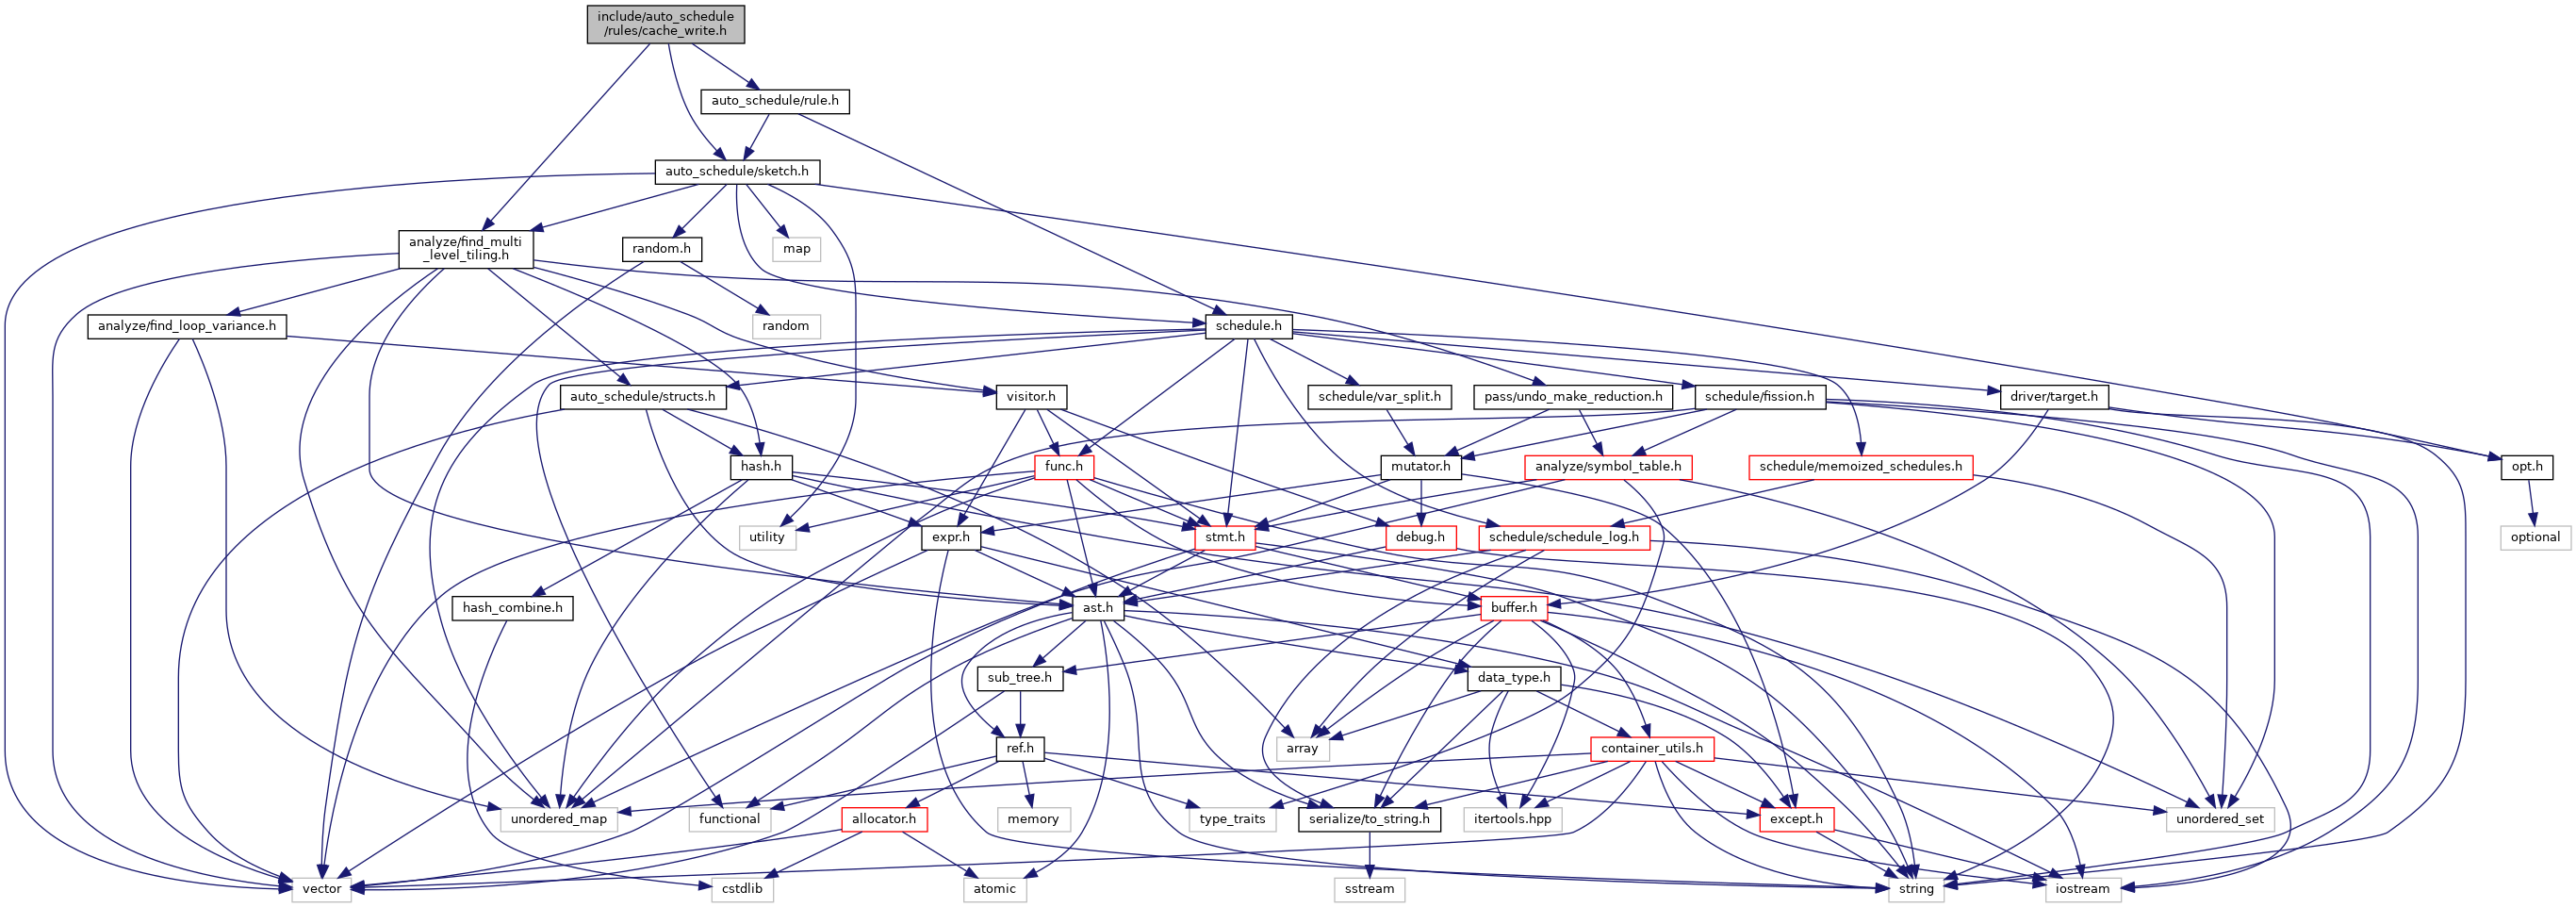 include/auto_schedule
/rules/cache_write.h
auto_schedule/rule.h
auto_schedule/sketch.h
analyze/find_multi
_level_tiling.h
random.h
map
analyze/find_loop_variance.h
random
schedule.h
auto_schedule/structs.h
visitor.h
schedule/var_split.h
pass/undo_make_reduction.h
schedule/fission.h
driver/target.h
hash.h
func.h
mutator.h
analyze/symbol_table.h
schedule/memoized_schedules.h
opt.h
utility
expr.h
stmt.h
debug.h
schedule/schedule_log.h
optional
hash_combine.h
ast.h
buffer.h
sub_tree.h
data_type.h
ref.h
array
container_utils.h
unordered_map
functional
allocator.h
memory
type_traits
serialize/to_string.h
itertools.hpp
except.h
unordered_set
vector
cstdlib
atomic
sstream
string
iostream